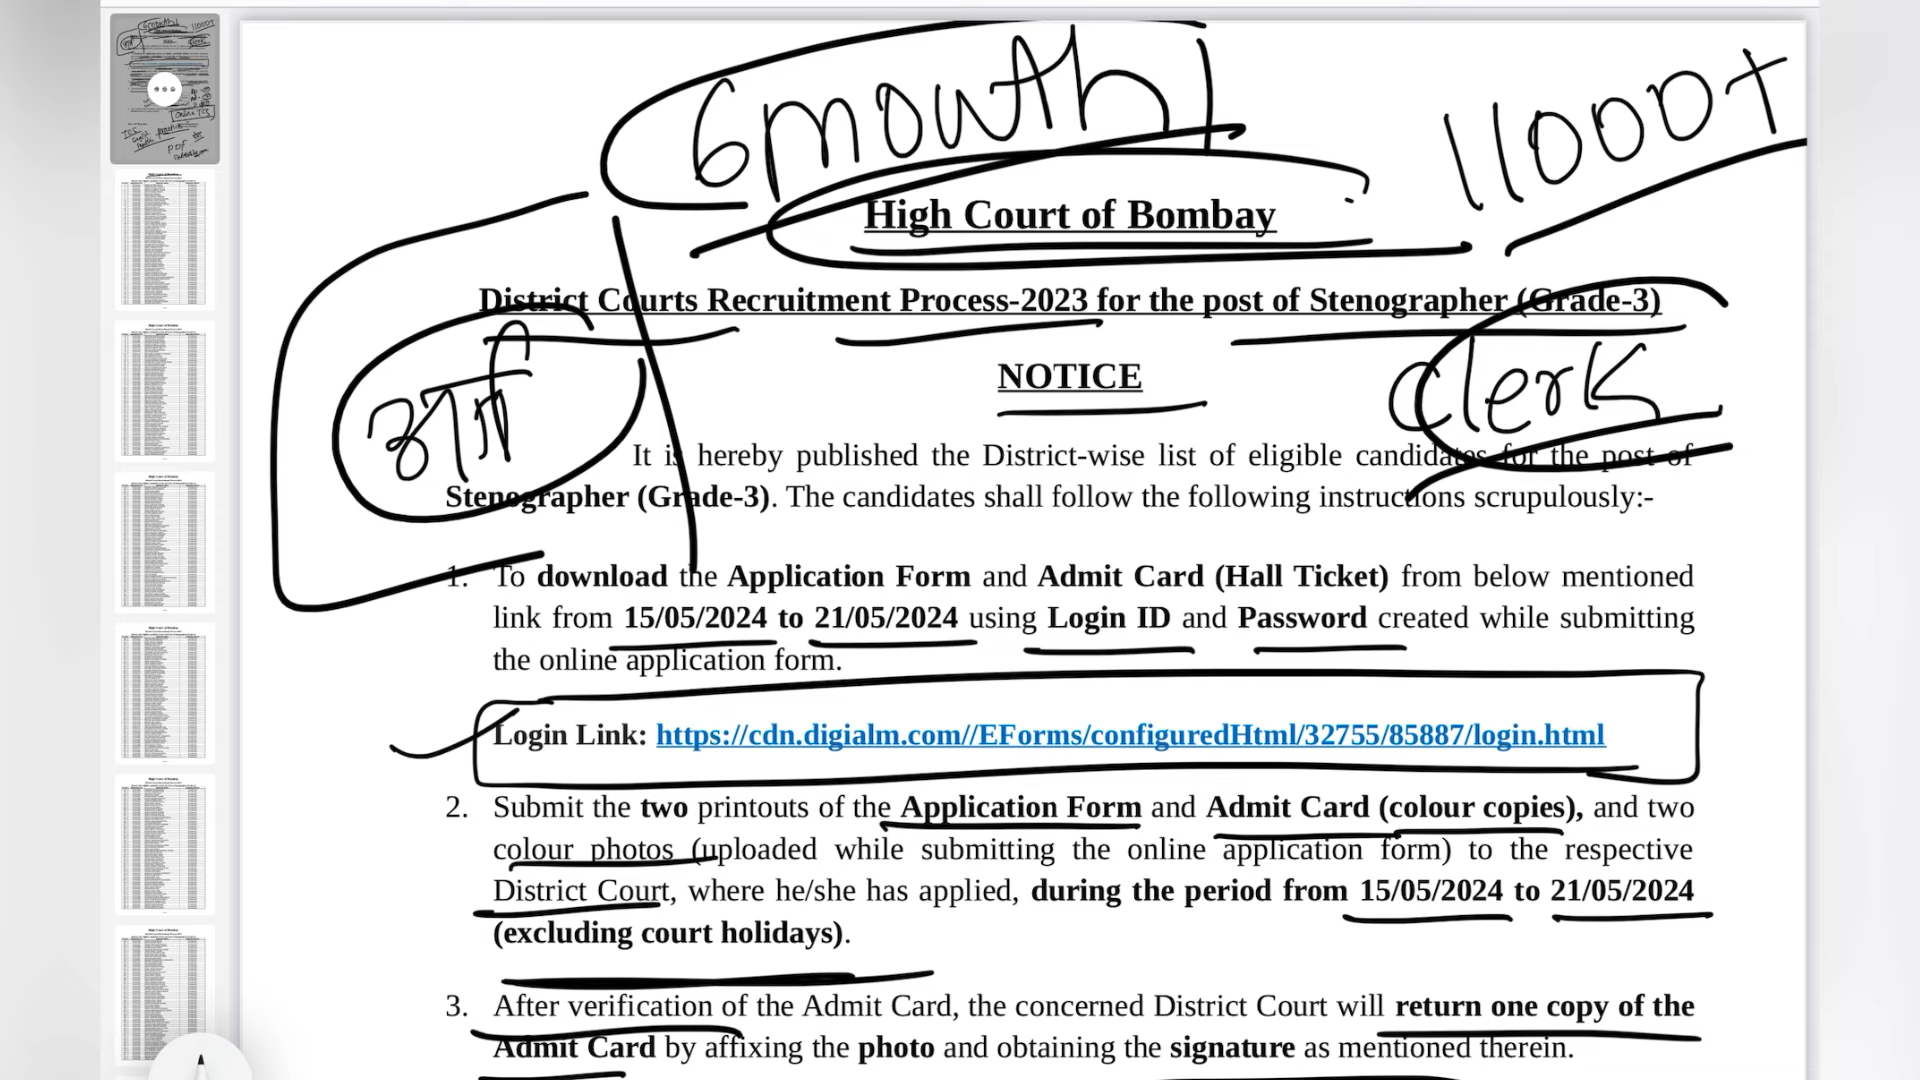 6 month
11000+
High Court of Bombay
District Courts Recruitment Process-2023 for the post of Stenographer (Grade-3)
NOTICE
clerk
It is hereby published the District-wise list of eligible candidates for the post of
Stenographer (Grade-3). The candidates shall follow the following instructions scrupulously:-
1. To download the Application Form and Admit Card (Hall Ticket) from below mentioned
link from 15/05/2024 to 21/05/2024 using Login ID and Password created while submitting
the online application form.
Login Link: https://cdn.digialm.com//EForms/configuredHtml/32755/85887/login.html
2. Submit the two printouts of the Application Form and Admit Card (colour copies), and two
colour photos (uploaded while submitting the online application form) to the respective
District Court, where he/she has applied, during the period from 15/05/2024 to 21/05/2024
(excluding court holidays).
3. After verification of the Admit Card, the concerned District Court will return one copy of the
Admit Card by affixing the photo and obtaining the signature as mentioned therein.